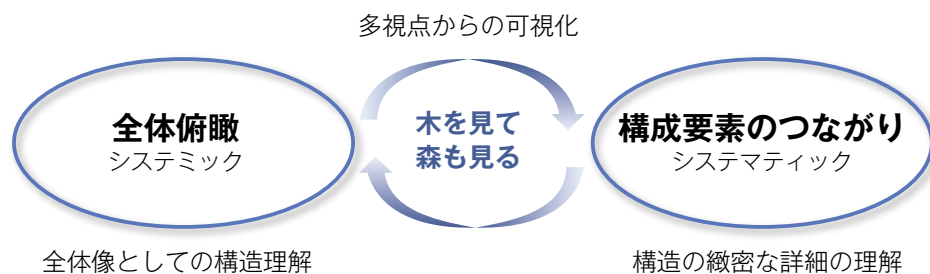 多視点からの可視化
全体俯瞰
システミック
木を見て
森も見る
構成要素のつながり
システマティック
全体像としての構造理解
構造の緻密な詳細の理解